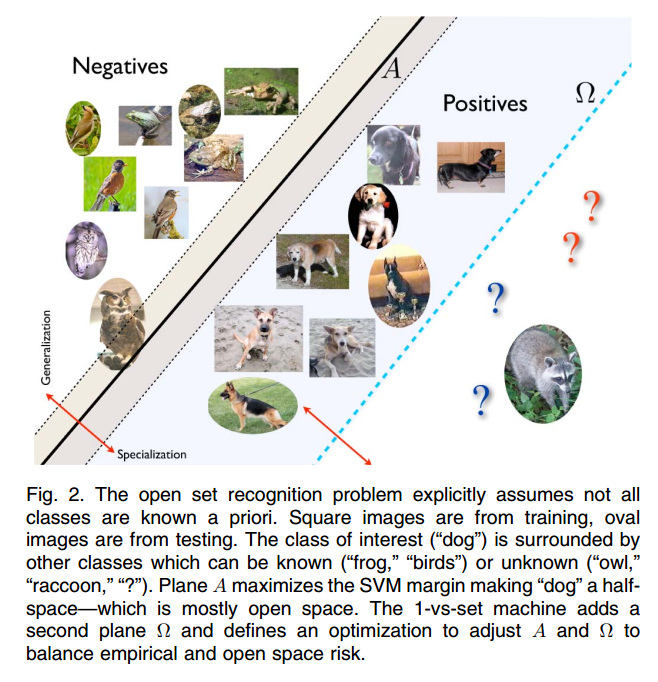 Negatives
A
Ω
Positives
?
?
?
?
Generalization
Specialization
Fig. 2. The open set recognition problem explicitly assumes not all
classes are known a priori. Square images are from training, oval
images are from testing. The class of interest (“dog”) is surrounded by
other classes which can be known (“frog,” “birds”) or unknown (“owl,”
“raccoon,” “?”). Plane A maximizes the SVM margin making “dog” a half-
space—which is mostly open space. The 1-vs-set machine adds a
second plane Ω and defines an optimization to adjust A and Ω to
balance empirical and open space risk.